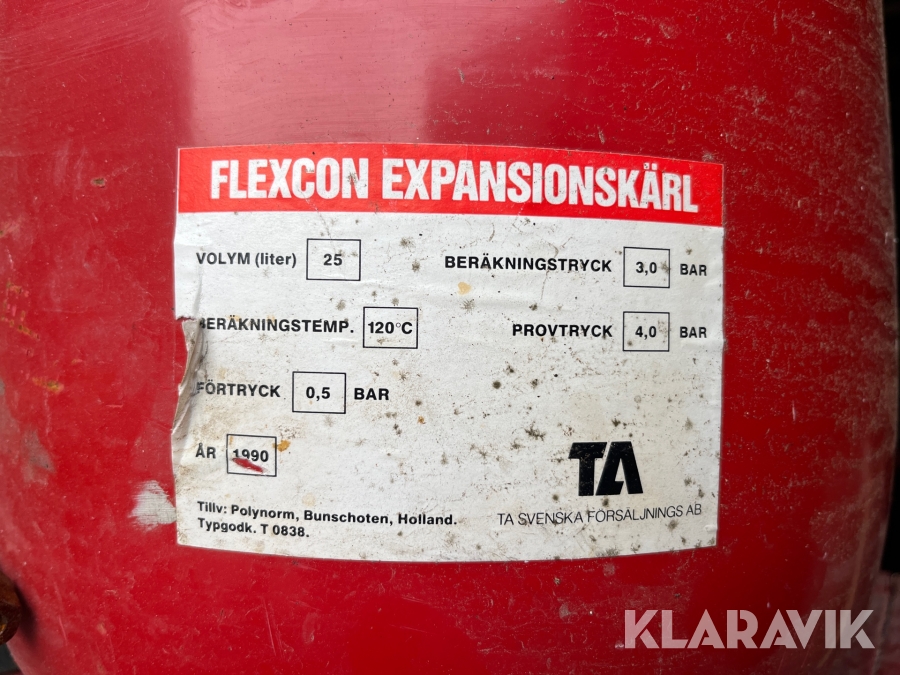 FLEXCON EXPANSIONSKÄRL
VOLYM (liter) 25
BERÄKNINGSTRYCK 3,0 BAR
BERÄKNINGSTEMP. 120°C
PROVTRYCK 4,0 BAR
FÖRTRYCK 0,5 BAR
ÅR 1990
TA
Tillv: Polynorm, Bunschoten, Holland.
Typgodk. T 0838.
TA SVENSKA FÖRSÄLJNINGS AB
KLARAVIK